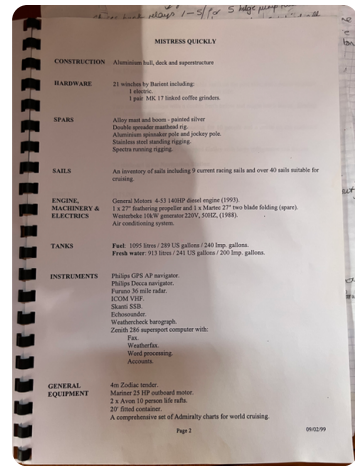 relays 1-5 for 5 bilge pump
MISTRESS QUICKLY
CONSTRUCTION Aluminium hull, deck and superstructure
HARDWARE 21 winches by Barient including:
1 electric.
1 pair MK 17 linked coffee grinders.
SPARS Alloy mast and boom - painted silver
Double spreader masthead rig.
Aluminium spinnaker pole and jockey pole.
Stainless steel standing rigging.
Spectra running rigging.
SAILS An inventory of sails including 9 current racing sails and over 40 sails suitable for
cruising.
ENGINE, General Motors 4-53 140HP diesel engine (1993).
MACHINERY & 1 x 27" feathering propeller and 1 x Martec 27" two blade folding (spare).
ELECTRICS Westerbeke 10kW generator 220V, 50HZ, (1988).
Air conditioning system.
TANKS Fuel: 1095 litres / 289 US gallons / 240 Imp. gallons.
Fresh water: 913 litres / 241 US gallons / 200 Imp. gallons.
INSTRUMENTS Philips GPS AP navigator.
Philips Decca navigator.
Furuno 36 mile radar.
ICOM VHF.
Skanti SSB.
Echosounder.
Weathercheck barograph.
Zenith 286 supersport computer with:
Fax.
Weatherfax.
Word processing.
Accounts.
GENERAL 4m Zodiac tender.
EQUIPMENT Mariner 25 HP outboard motor.
2 x Avon 10 person life rafts.
20' fitted container.
A comprehensive set of Admiralty charts for world cruising.
Page 2 09/02/99